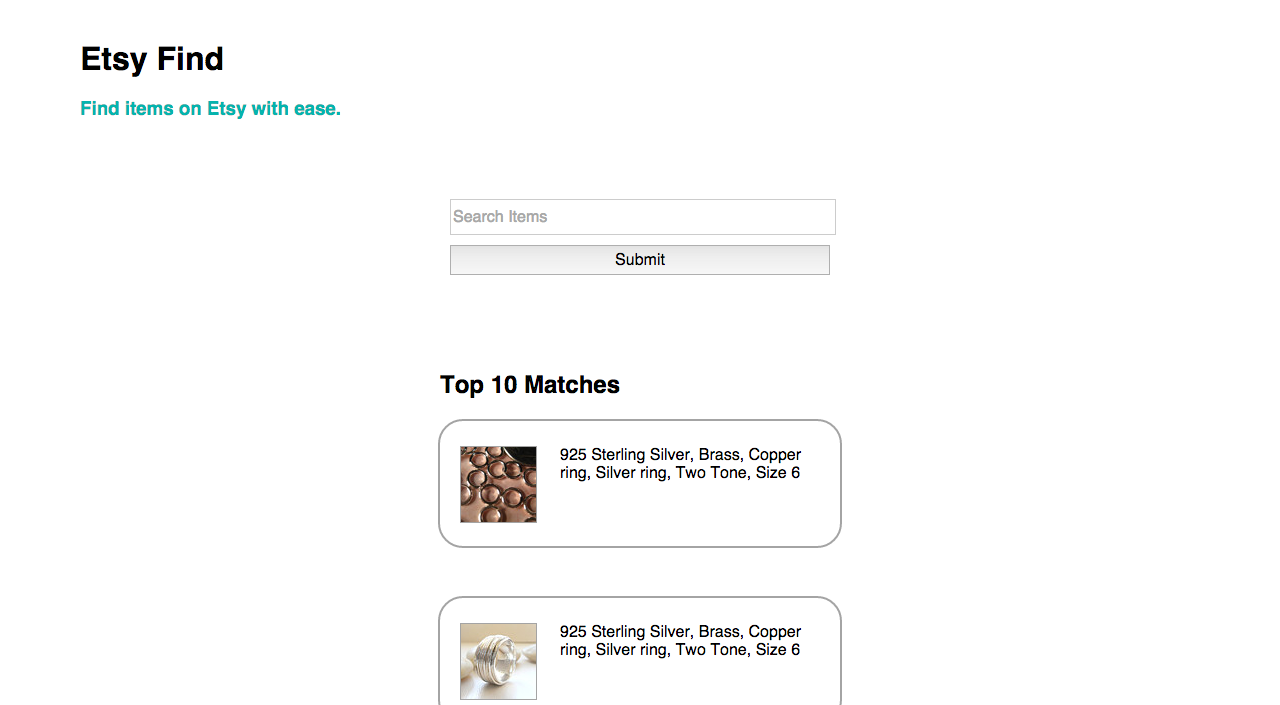 Etsy Find
Find items on Etsy with ease.
Search Items
Submit
Top 10 Matches
925 Sterling Silver, Brass, Copper
ring, Silver ring, Two Tone, Size 6
925 Sterling Silver, Brass, Copper
ring, Silver ring, Two Tone, Size 6